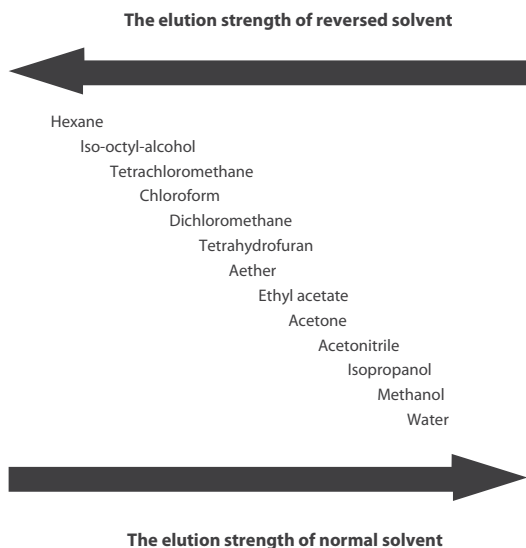 The elution strength of reversed solvent
Hexane
Iso-octyl-alcohol
Tetrachloromethane
Chloroform
Dichloromethane
Tetrahydrofuran
Aether
Ethyl acetate
Acetone
Acetonitrile
Isopropanol
Methanol
Water
The elution strength of normal solvent